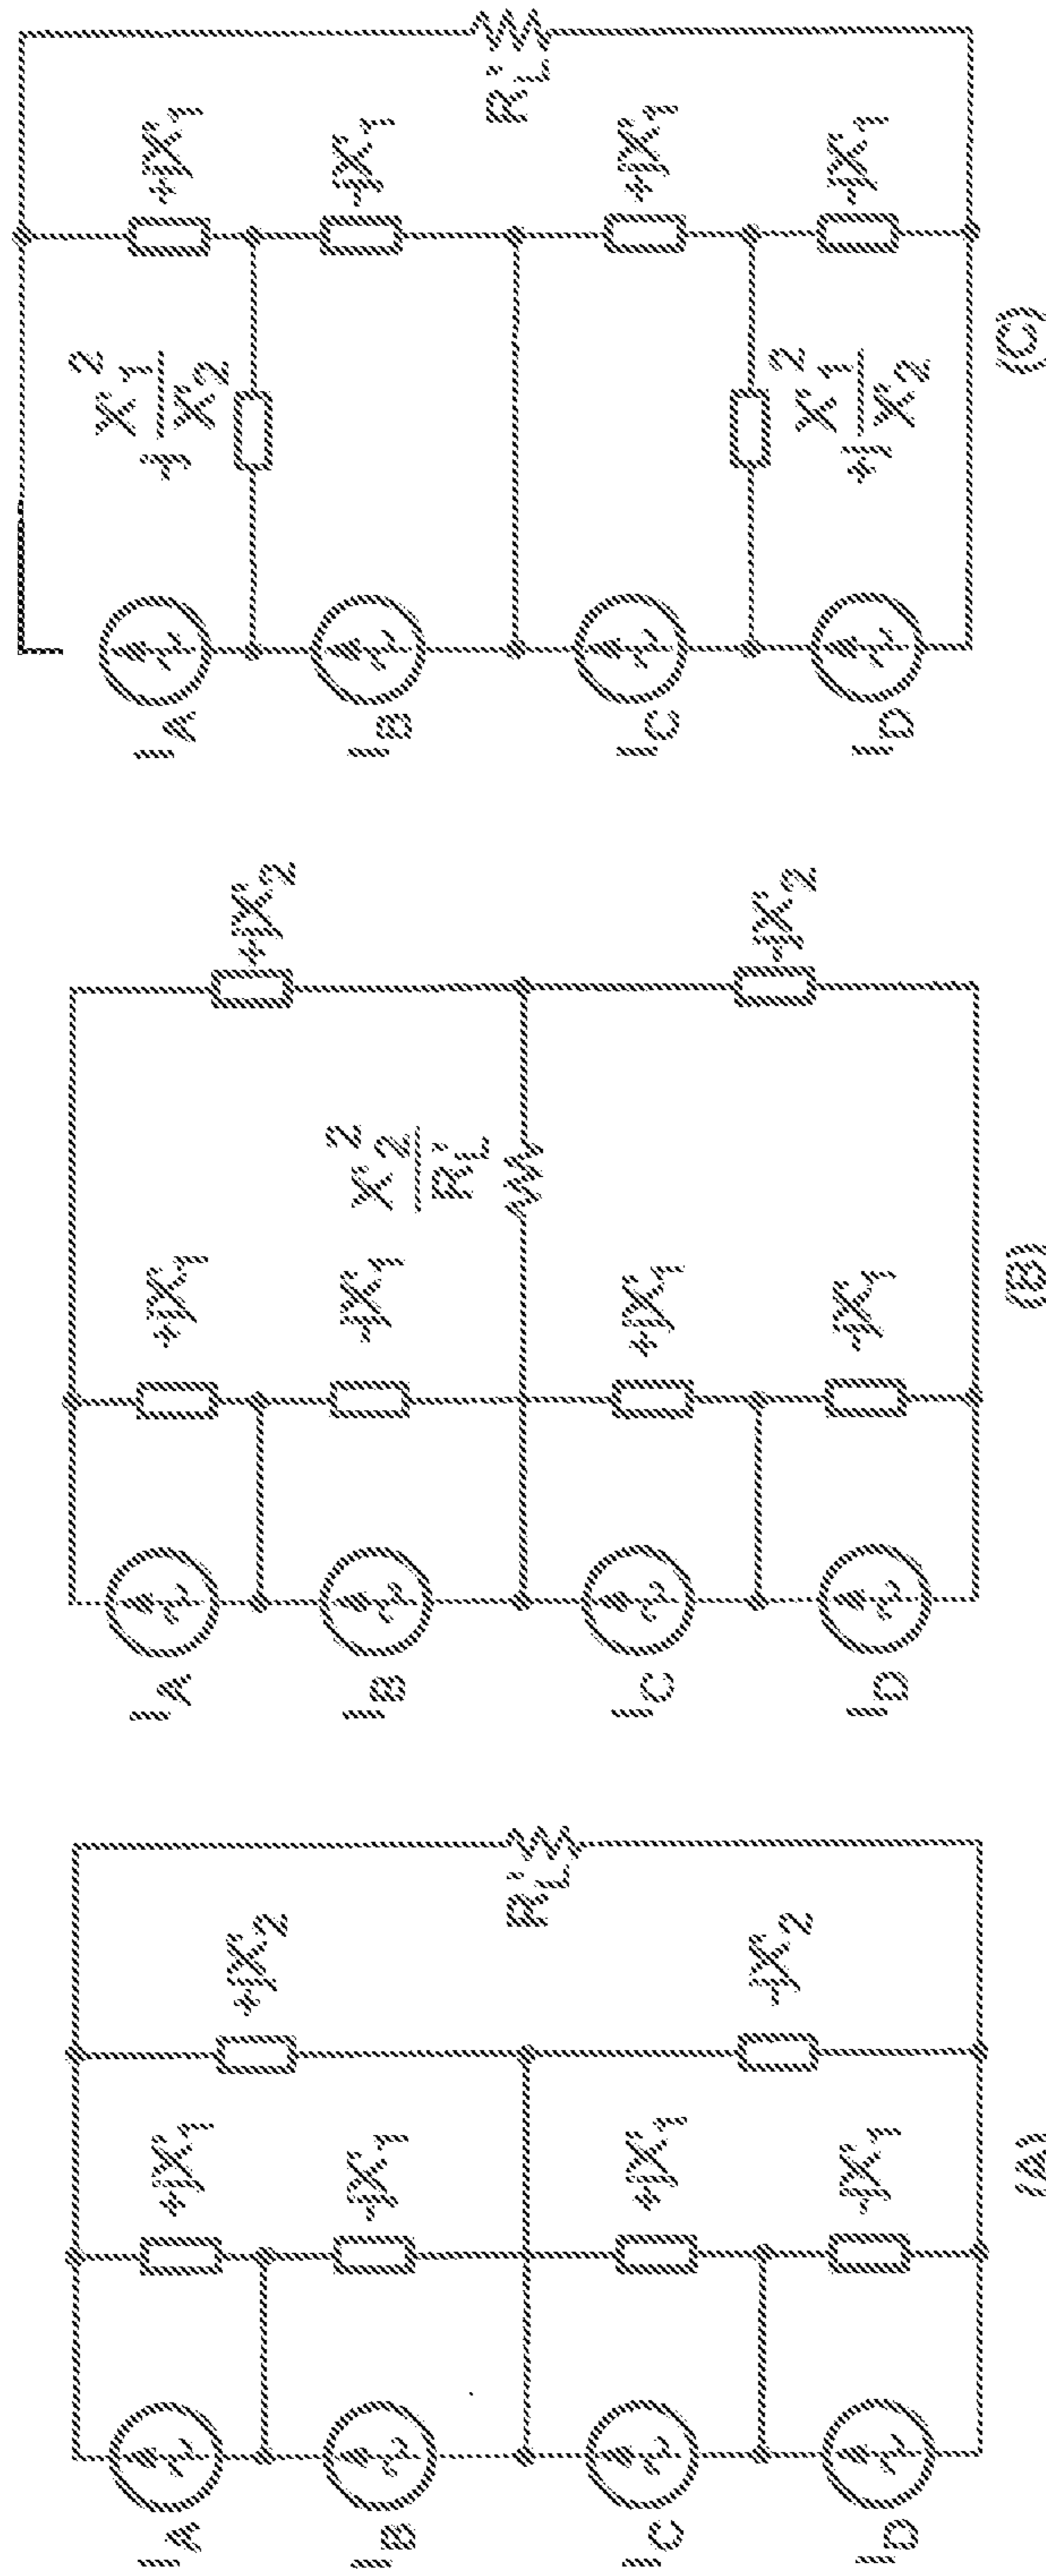 I_A
I_B
I_C
I_D
+jX_1
-jX_1
+jX_1
-jX_1
+jX_2
-jX_2
R_L'
(A)
I_A
I_B
I_C
I_D
+jX_1
-jX_1
+jX_1
-jX_1
X_2^2
R_L'
+jX_2
+jX_2
(B)
I_A
I_B
I_C
I_D
-j X_1^2
X_2
+j X_1^2
X_2
+jX_1
-jX_1
+jX_1
-jX_1
R_L'
(C)